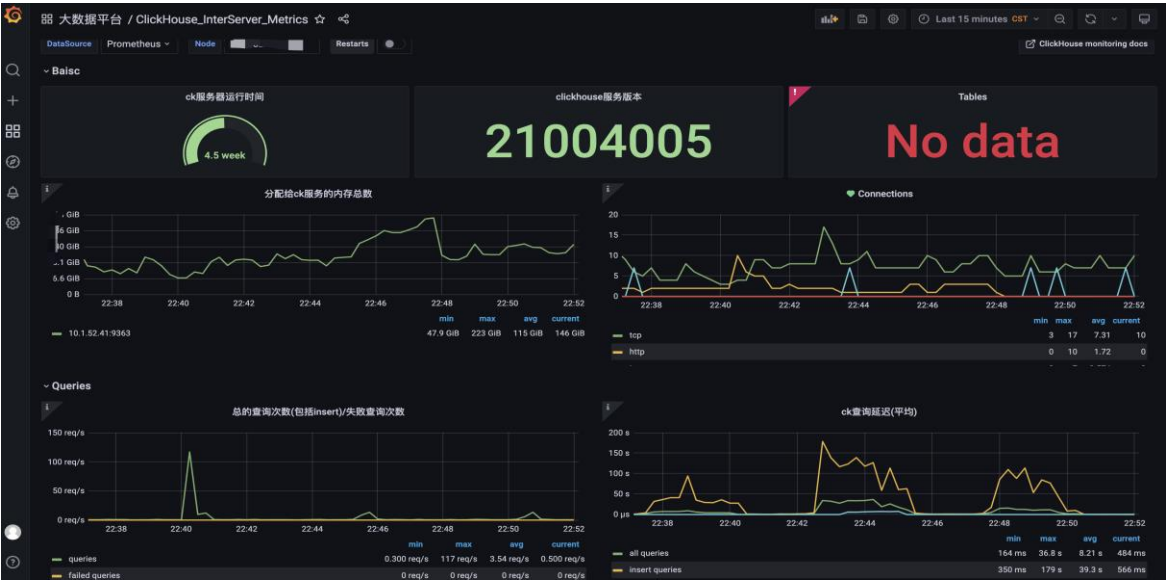 大数据平台 / ClickHouse_InterServer_Metrics
Last 15 minutes CST
DataSource Prometheus Node Restarts ClickHouse monitoring docs
Baisc
ck服务器运行时间
4.5 week
clickhouse服务版本
21004005
Tables
No data
分配给ck服务的内存总数
GiB
GiB
GiB
GiB
0 B
22:38 22:40 22:42 22:44 22:46 22:48 22:50 22:52
min max avg current
10.1.52.41:9363 47.9 GiB 223 GiB 115 GiB 146 GiB
Connections
20
15
10
5
0
22:38 22:40 22:42 22:44 22:46 22:48 22:50 22:52
min max avg current
tcp 3 17 7.31 10
http 0 10 1.72 0
Queries
总的查询次数(包括insert)/失败查询次数
150 req/s
100 req/s
50 req/s
0 req/s
22:38 22:40 22:42 22:44 22:46 22:48 22:50 22:52
min max avg current
queries 0.300 req/s 117 req/s 3.54 req/s 0.500 req/s
failed queries 0 req/s 0 req/s 0 req/s 0 req/s
ck查询延迟(平均)
200 s
150 s
100 s
50 s
0 µs
22:38 22:40 22:42 22:44 22:46 22:48 22:50 22:52
min max avg current
all queries 164 ms 36.8 s 8.21 s 484 ms
insert queries 350 ms 179 s 39.3 s 566 ms